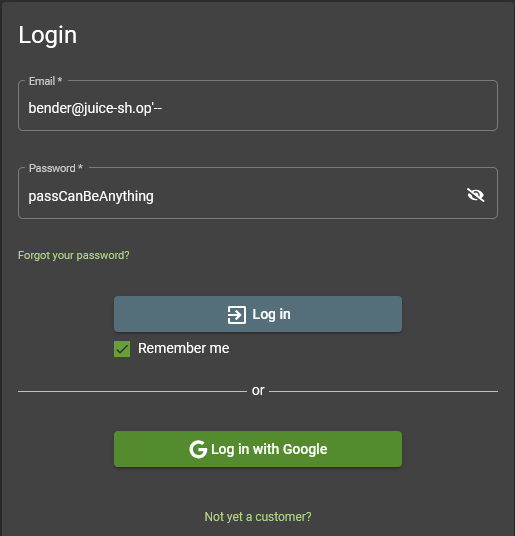 Login
Email *
bender@juice-sh.op'--
Password *
passCanBeAnything
Forgot your password?
Log in
Remember me
or
Log in with Google
Not yet a customer?